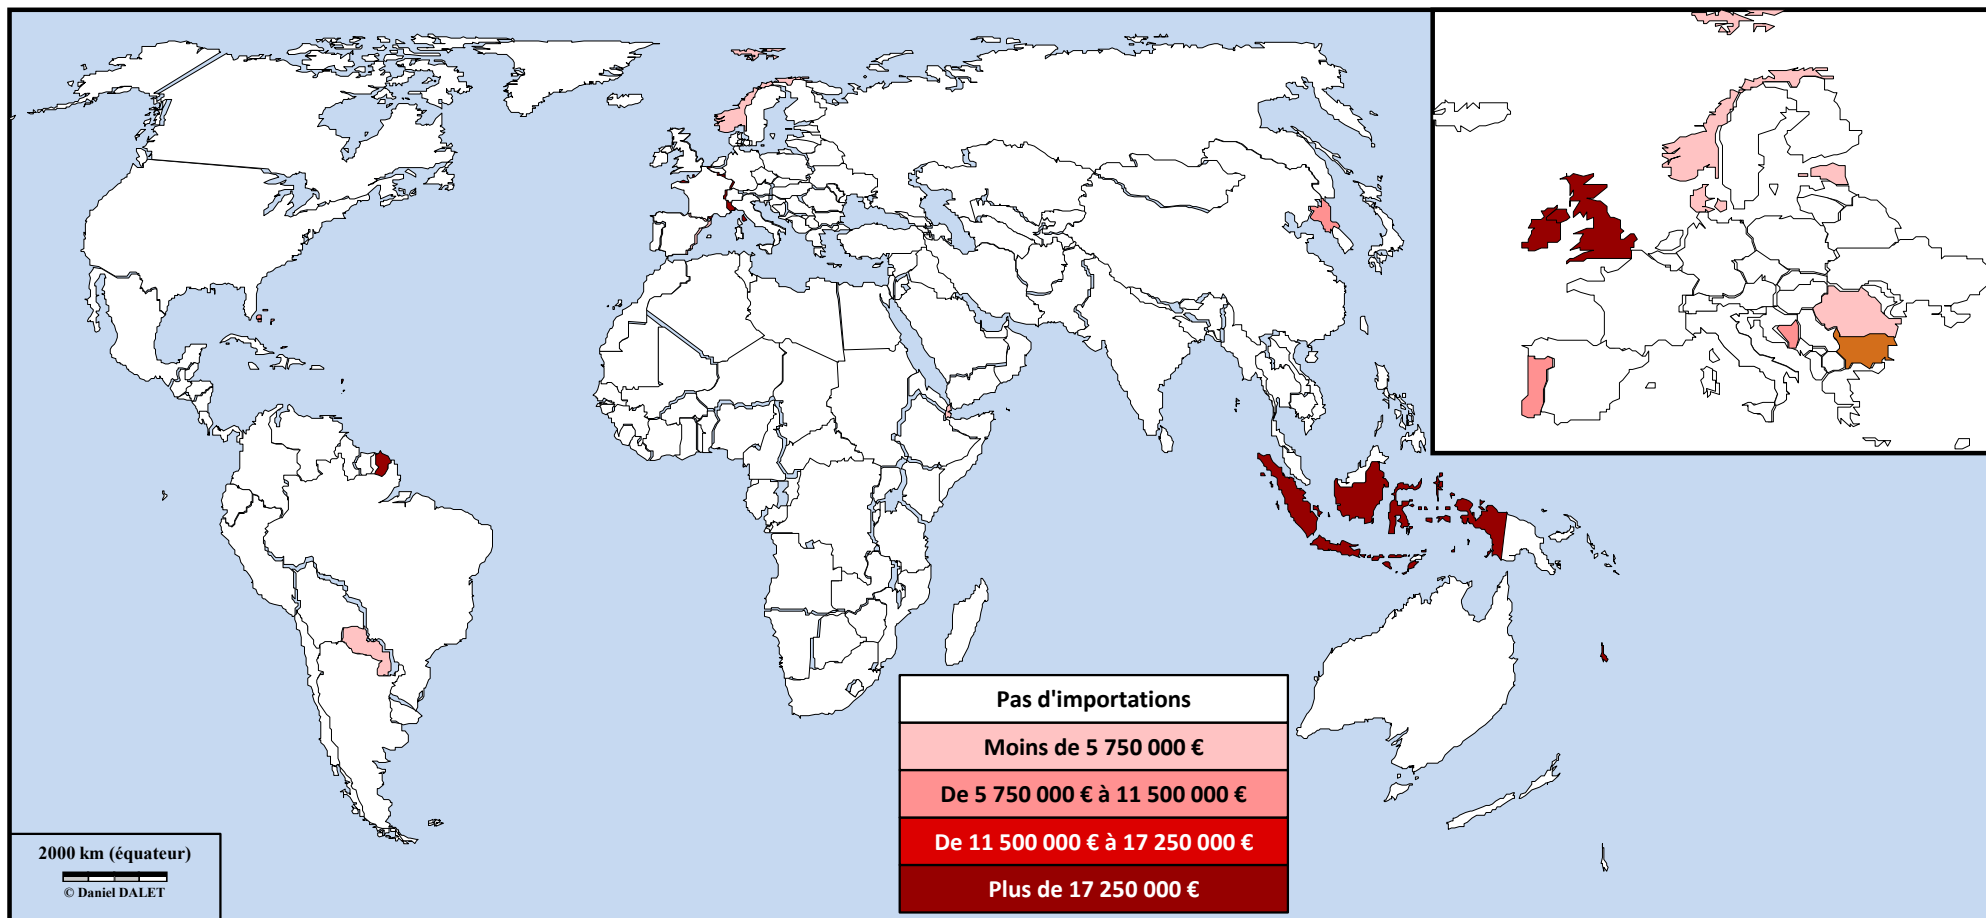 Pas d'importations
Moins de 5 750 000 €
De 5 750 000 € à 11 500 000 €
De 11 500 000 € à 17 250 000 €
Plus de 17 250 000 €
2000 km (équateur)
© Daniel DALET